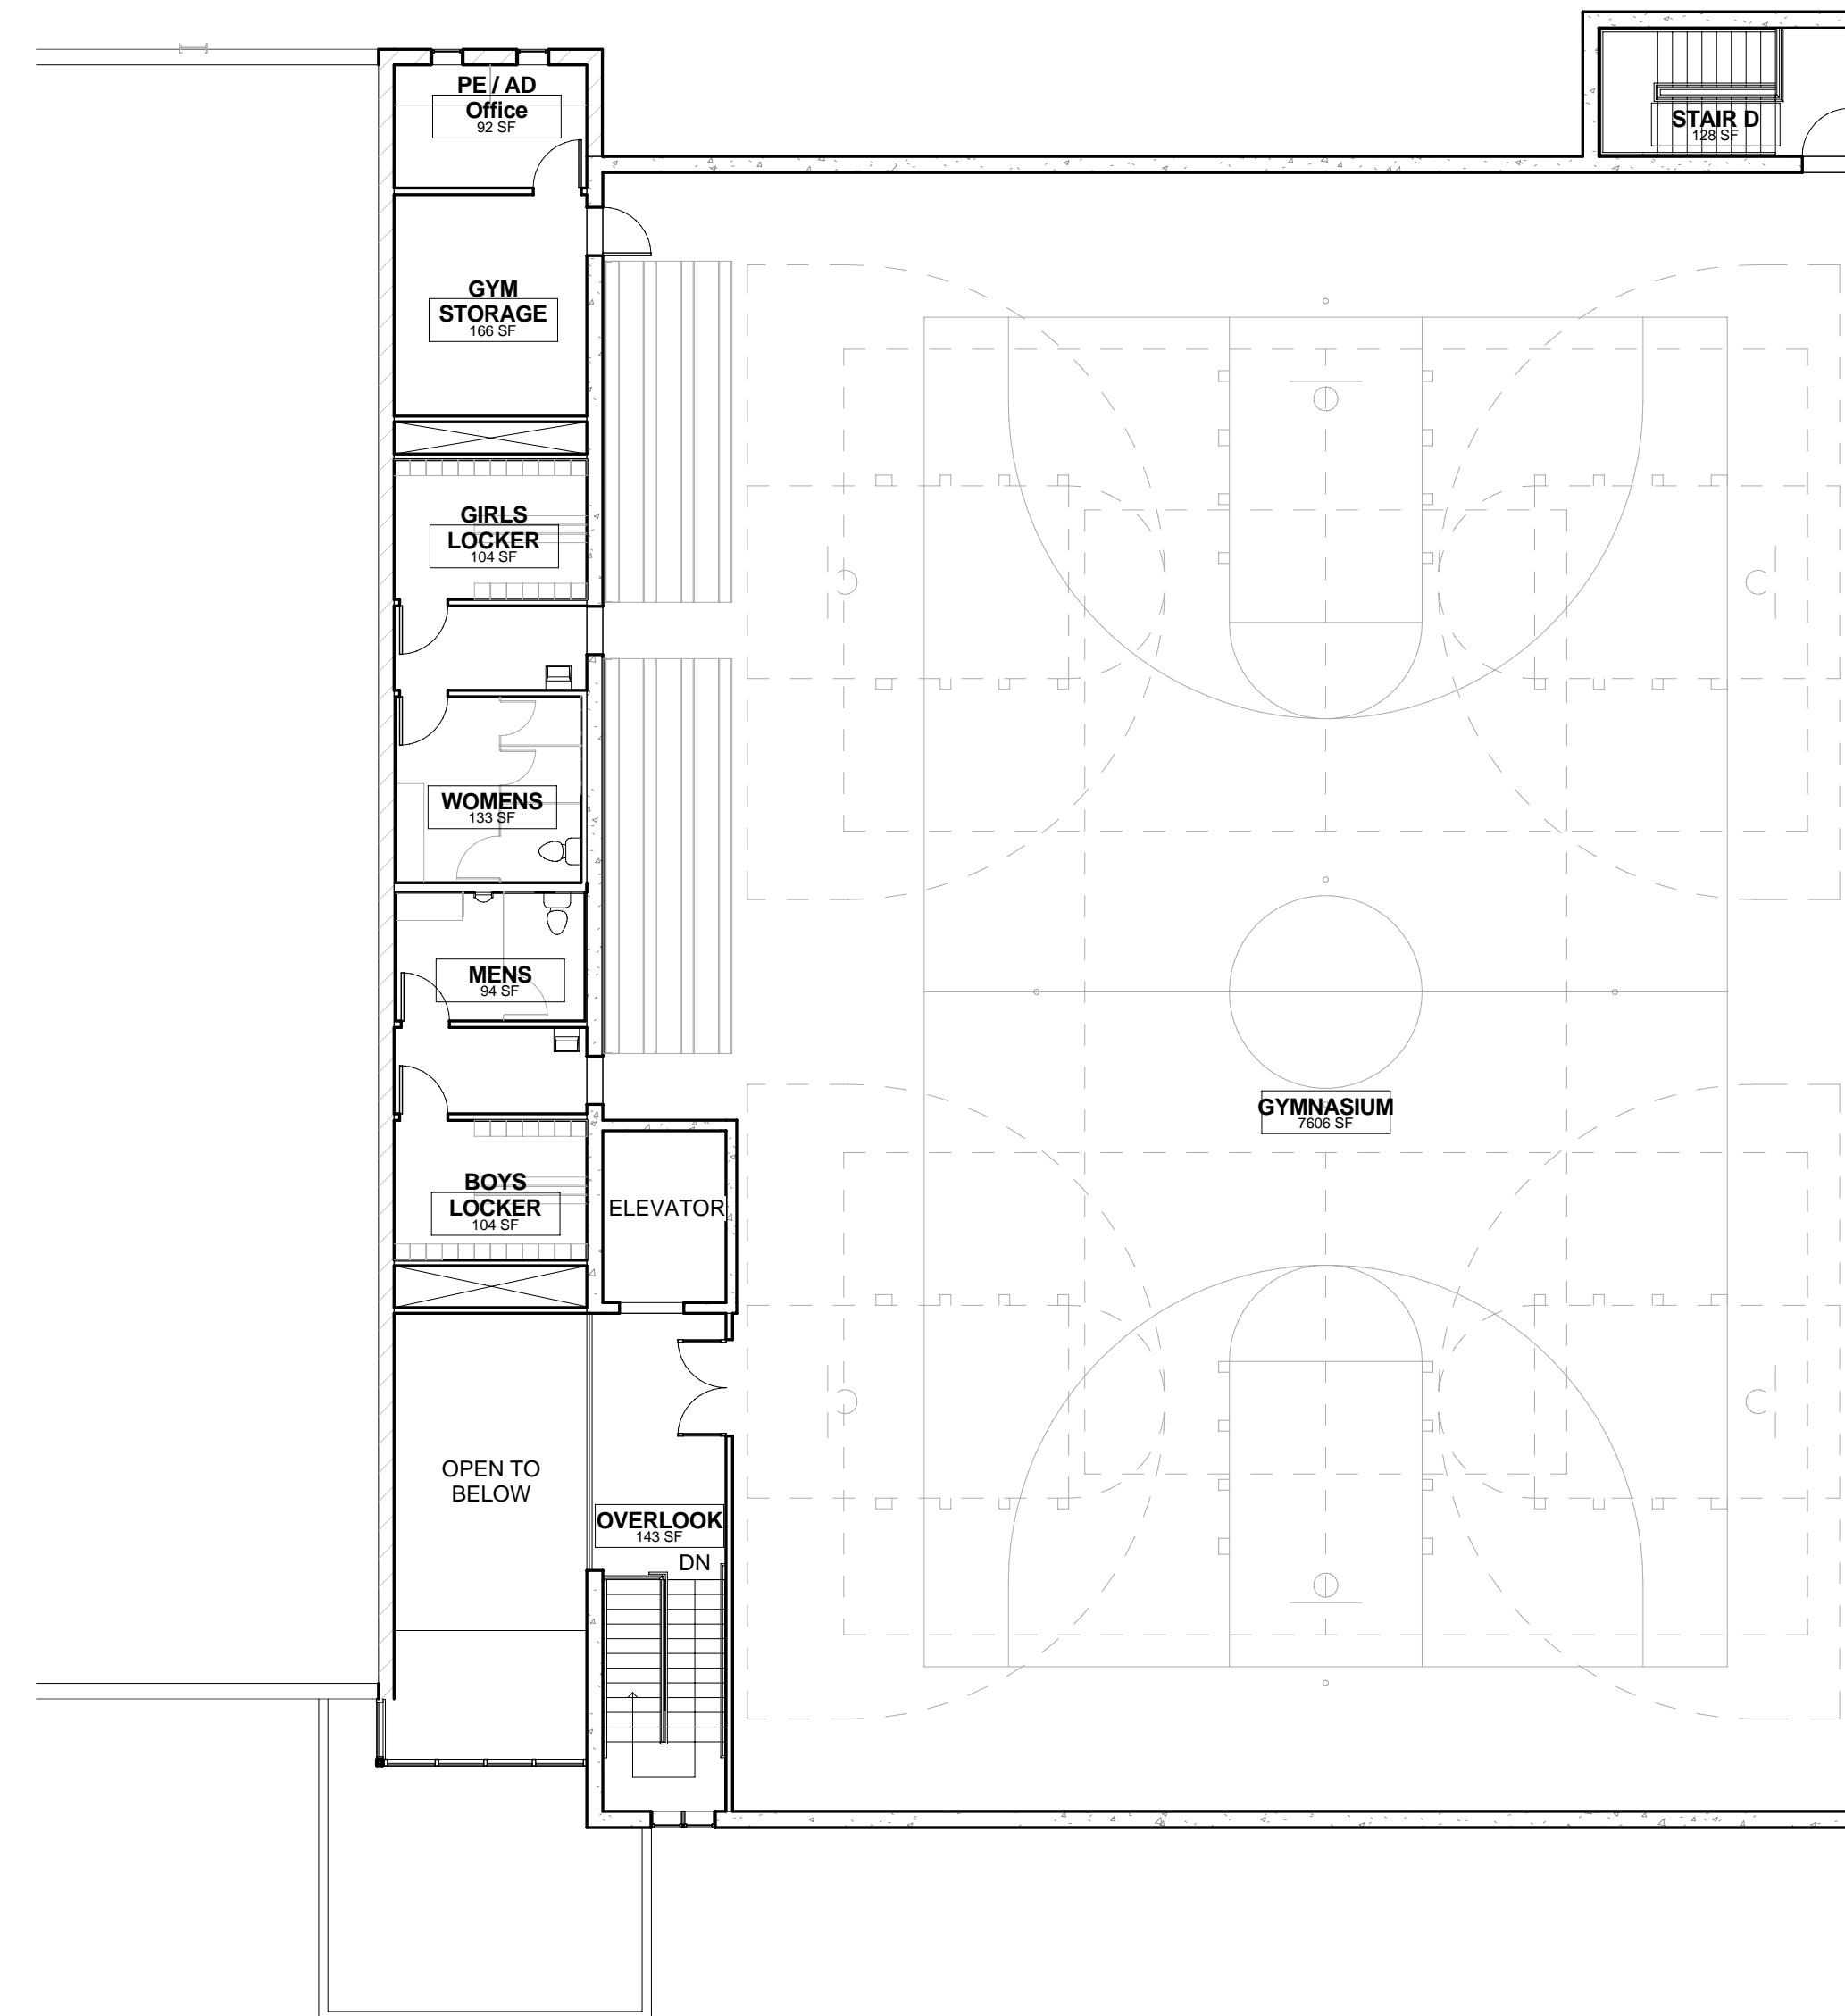 PE / AD
Office
92 SF
STAIR D
128 SF
GYM
STORAGE
166 SF
GIRLS
LOCKER
104 SF
WOMENS
133 SF
MENS
94 SF
GYMNASIUM
7606 SF
BOYS
LOCKER
104 SF
ELEVATOR
OPEN TO
BELOW
OVERLOOK
143 SF
DN